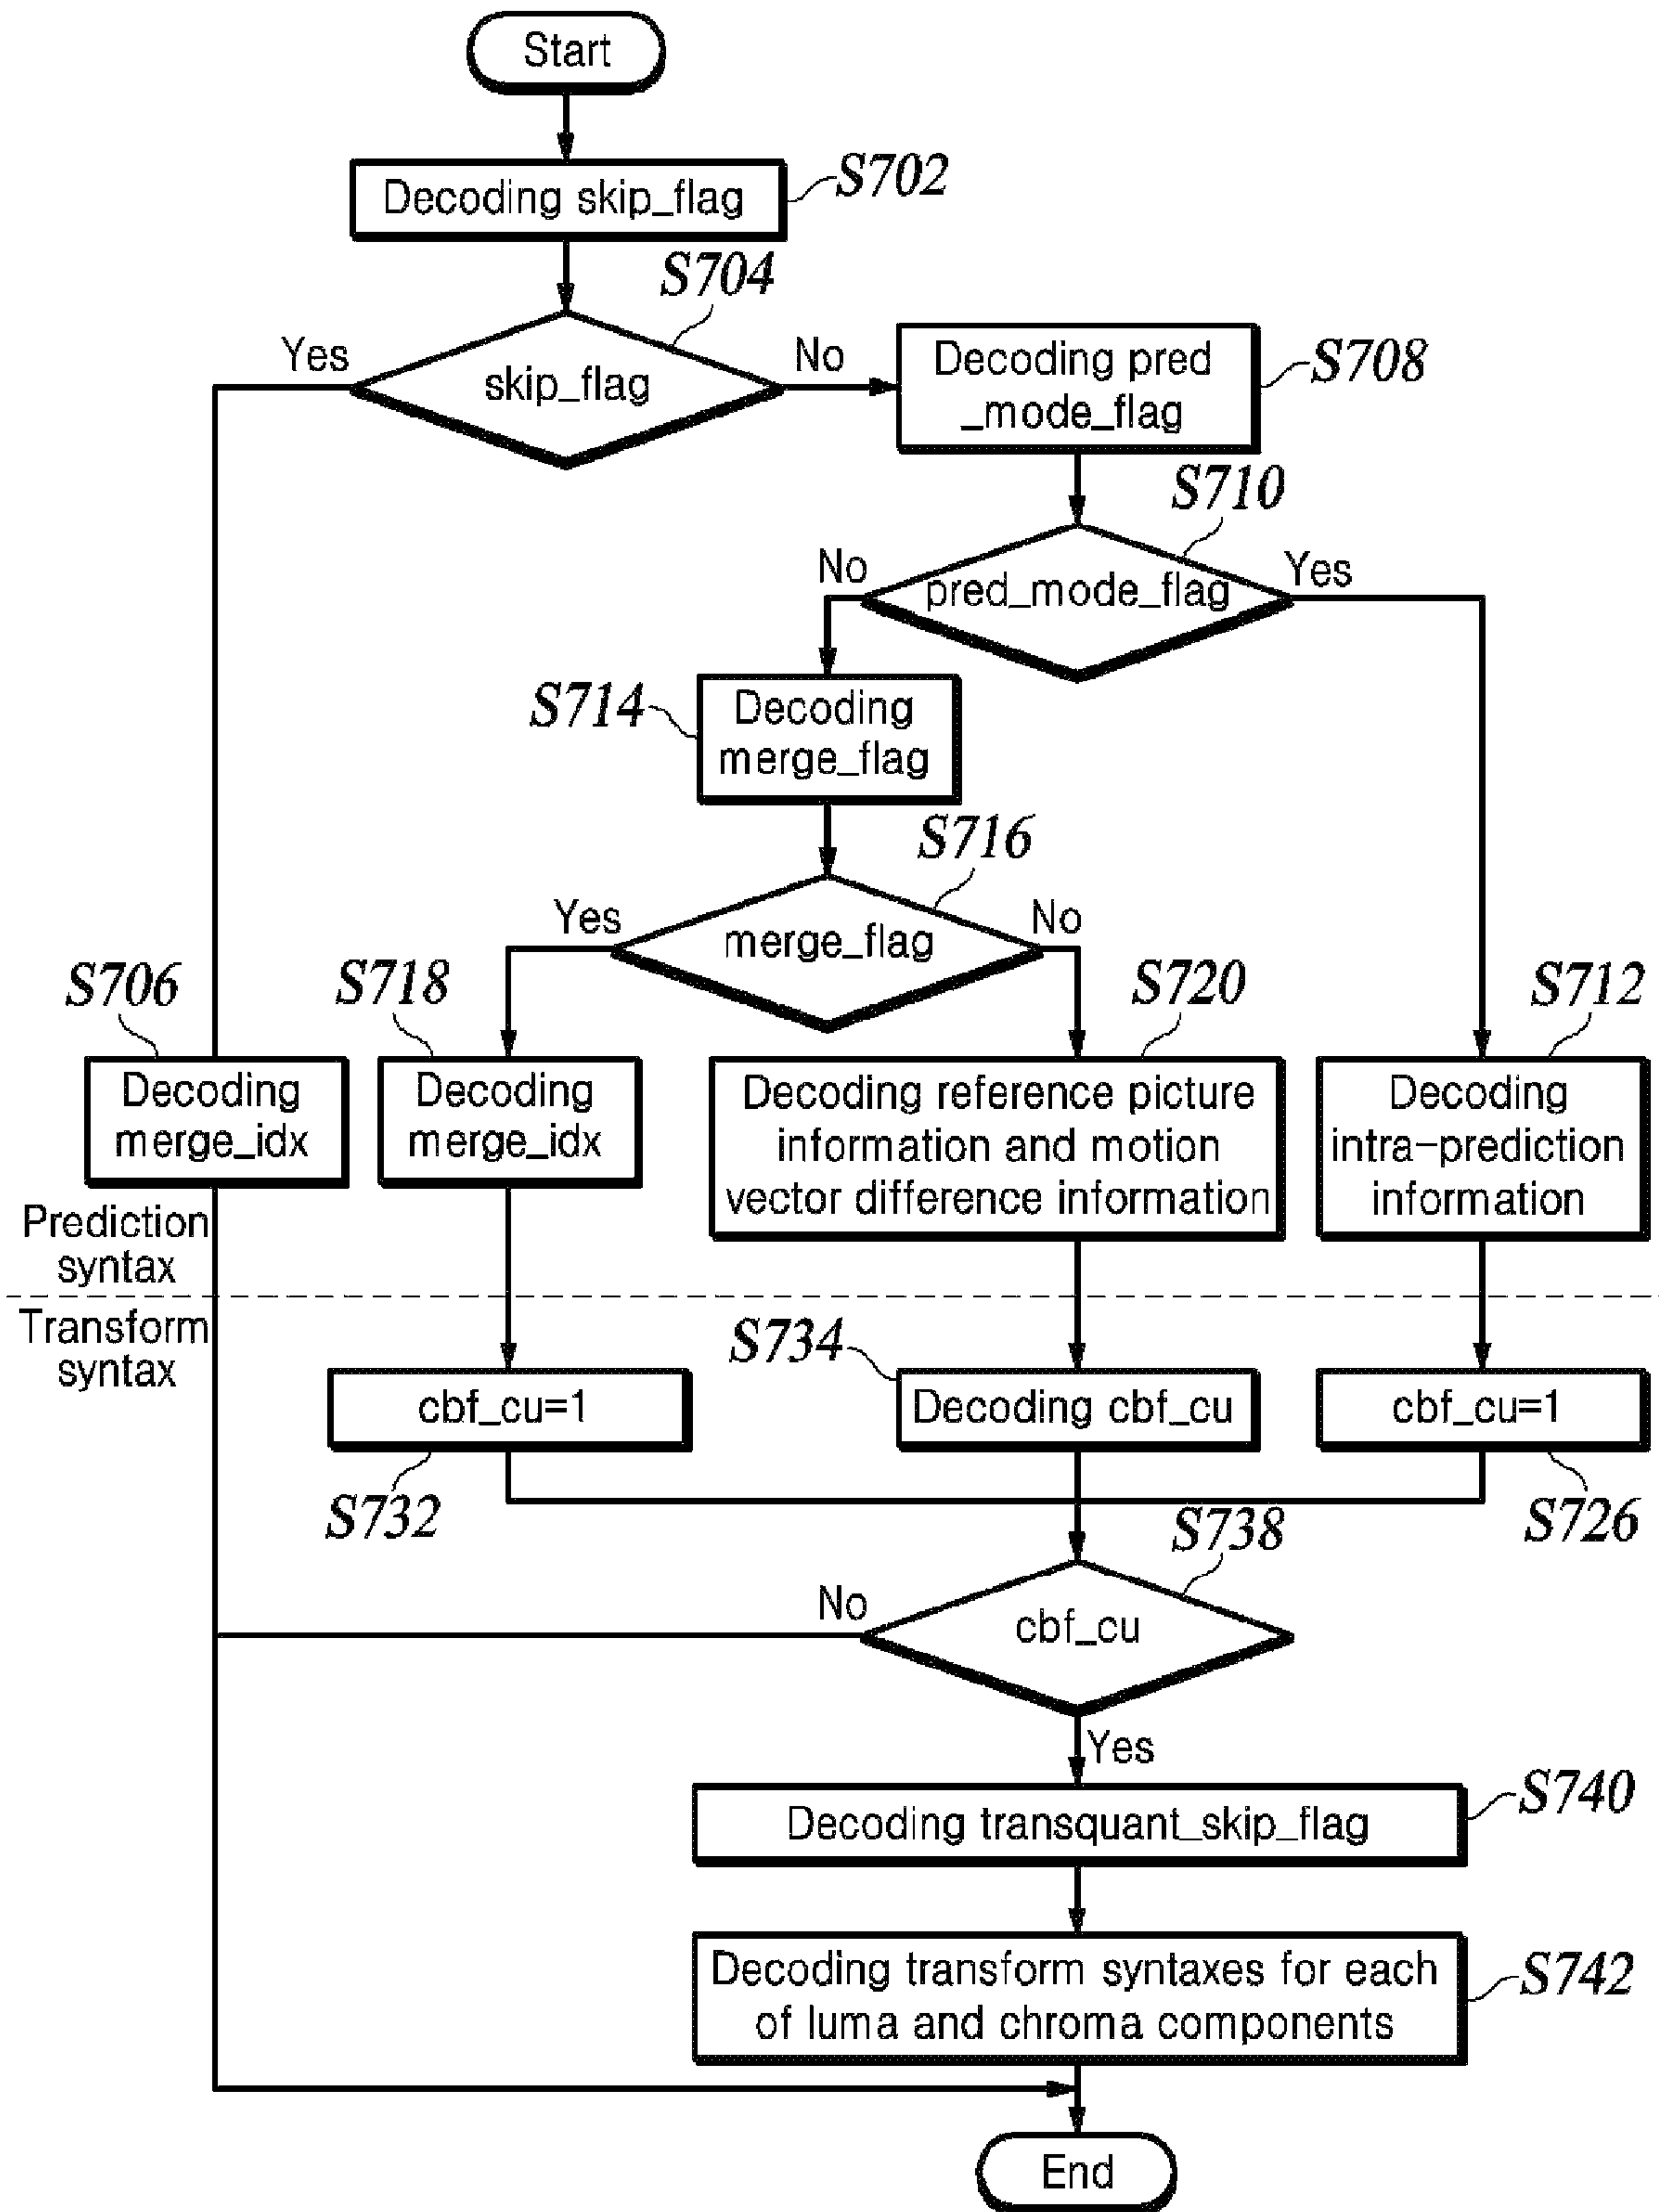 Start
Decoding skip_flag
S702
S704
Yes
skip_flag
No
Decoding pred
_mode_flag
S708
S710
No
pred_mode_flag
Yes
S714
Decoding
merge_flag
S716
Yes
merge_flag
No
S706
S718
S720
S712
Decoding
merge_idx
Decoding
merge_idx
Decoding reference picture
information and motion
vector difference information
Decoding
intra-prediction
information
Prediction
syntax
Transform
syntax
S734
cbf_cu=1
Decoding cbf_cu
cbf_cu=1
S732
S738
S726
No
cbf_cu
Yes
Decoding transquant_skip_flag
S740
Decoding transform syntaxes for each
of luma and chroma components
S742
End